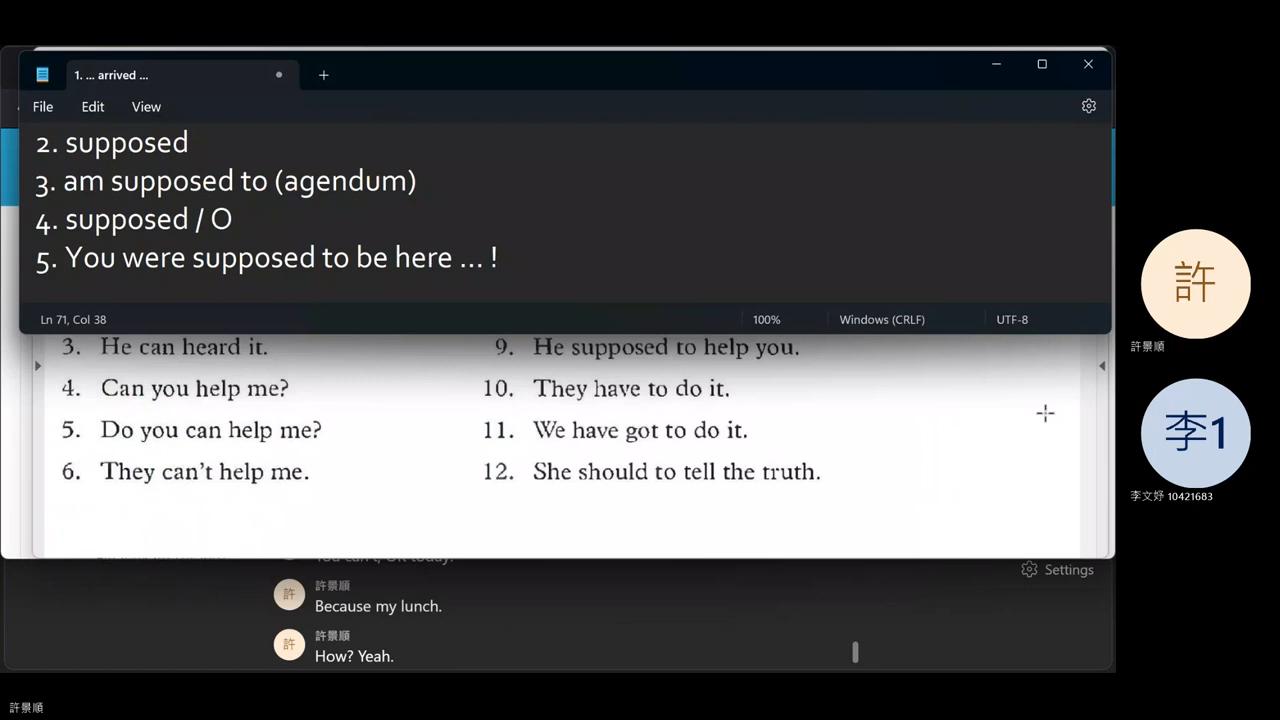 1. ... arrived ...
File Edit View
2. supposed
3. am supposed to (agendum)
4. supposed / O
5. You were supposed to be here ... !
Ln 71, Col 38 100% Windows (CRLF) UTF-8
3. He can heard it.
4. Can you help me?
5. Do you can help me?
6. They can't help me.
9. He supposed to help you.
10. They have to do it.
11. We have got to do it.
12. She should to tell the truth.
Settings
許
許景順
Because my lunch.
許
許景順
How? Yeah.
許
許景順
李1
李文妤 10421683
許景順